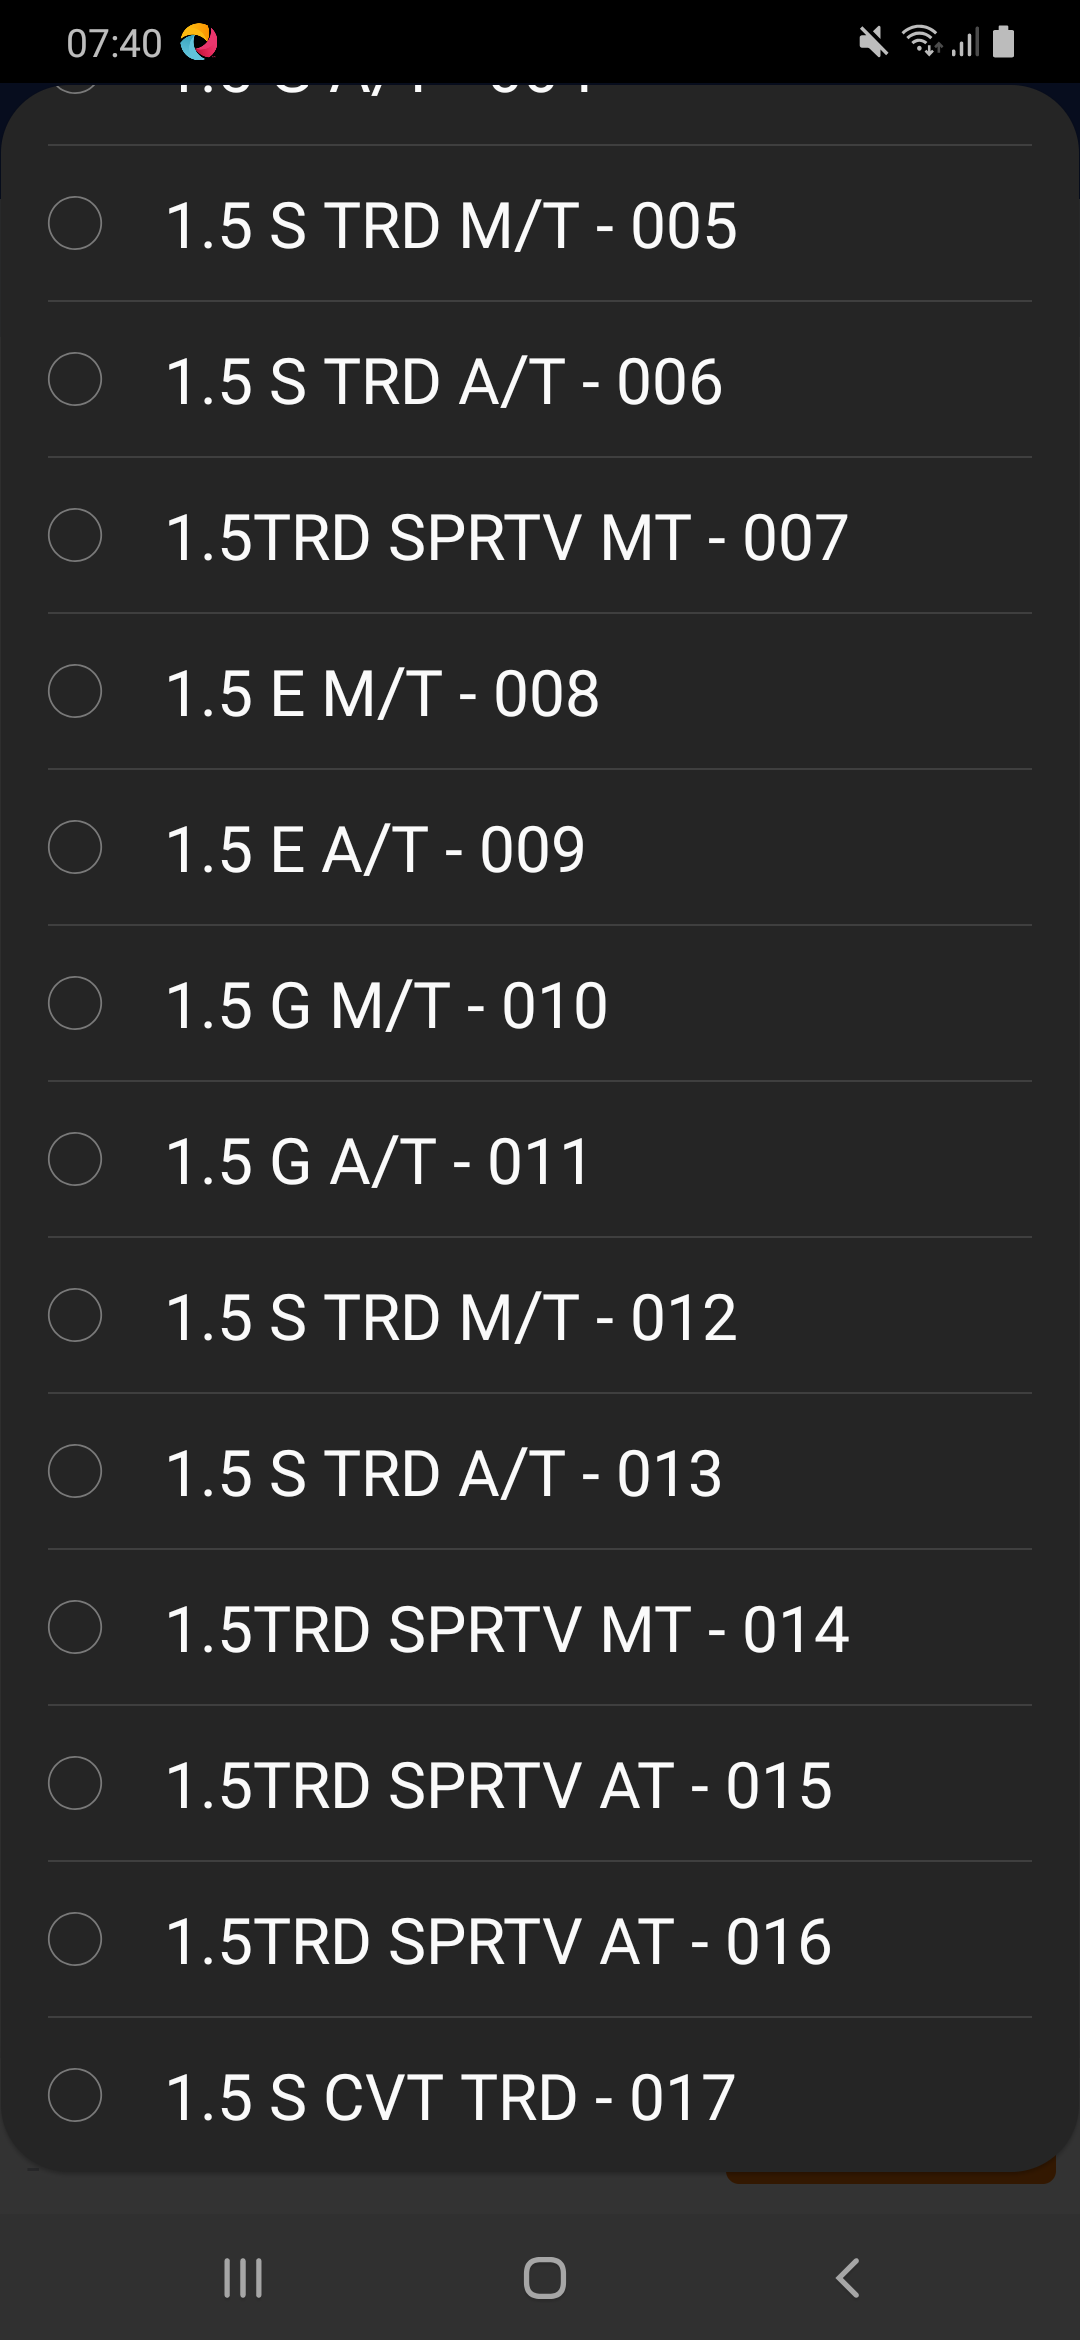 07:40
1.5 S TRD M/T - 005
1.5 S TRD A/T - 006
1.5TRD SPRTV MT - 007
1.5 E M/T - 008
1.5 E A/T - 009
1.5 G M/T - 010
1.5 G A/T - 011
1.5 S TRD M/T - 012
1.5 S TRD A/T - 013
1.5TRD SPRTV MT - 014
1.5TRD SPRTV AT - 015
1.5TRD SPRTV AT - 016
1.5 S CVT TRD - 017